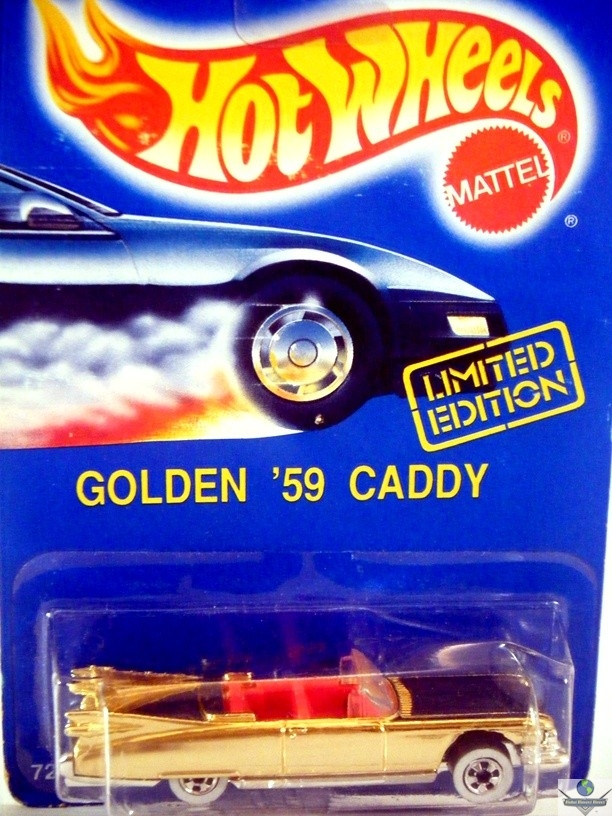 HOT WHEELS
®
MATTEL
®
LIMITED
EDITION
GOLDEN '59 CADDY